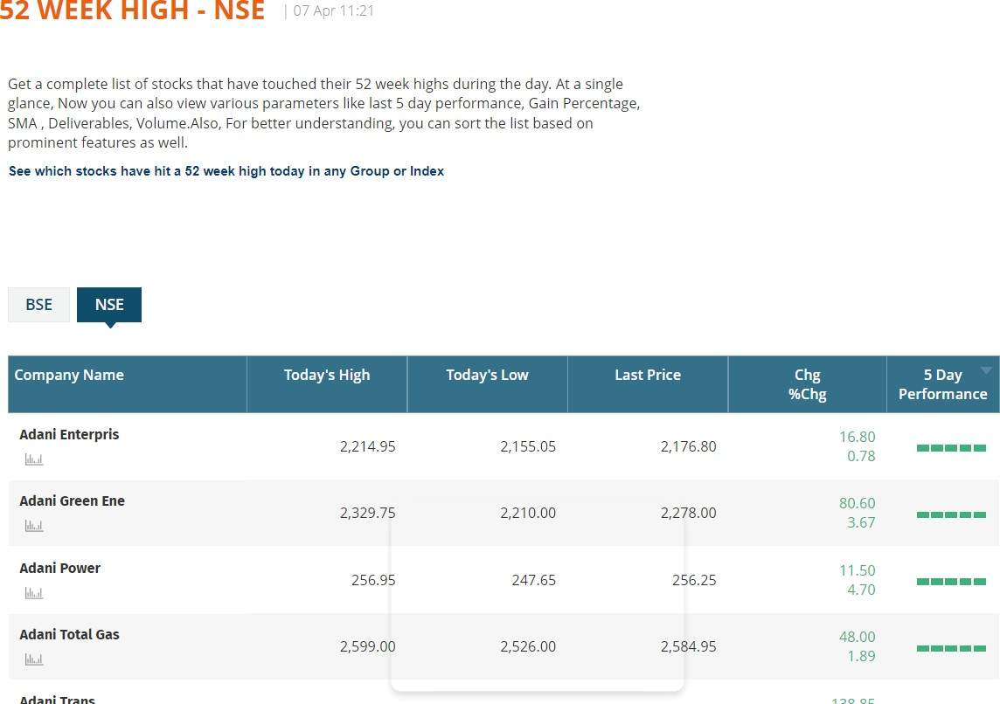 52 WEEK HIGH - NSE | 07 Apr 11:21
Get a complete list of stocks that have touched their 52 week highs during the day. At a single
glance, Now you can also view various parameters like last 5 day performance, Gain Percentage,
SMA , Deliverables, Volume.Also, For better understanding, you can sort the list based on
prominent features as well.
See which stocks have hit a 52 week high today in any Group or Index
BSE NSE
Company Name Today's High Today's Low Last Price Chg 5 Day
%Chg Performance
Adani Enterpris 2,214.95 2,155.05 2,176.80 16.80
0.78
Adani Green Ene 2,329.75 2,210.00 2,278.00 80.60
3.67
Adani Power 256.95 247.65 256.25 11.50
4.70
Adani Total Gas 2,599.00 2,526.00 2,584.95 48.00
1.89
Adani Trans 138.85